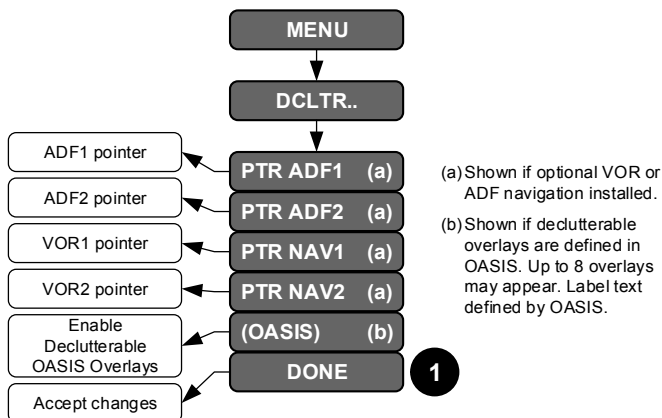 MENU
DCLTR..
ADF1 pointer
PTR ADF1 (a)
ADF2 pointer
PTR ADF2 (a)
VOR1 pointer
PTR NAV1 (a)
VOR2 pointer
PTR NAV2 (a)
Enable
Declutterable
OASIS Overlays
(OASIS) (b)
Accept changes
DONE
1
(a) Shown if optional VOR or
ADF navigation installed.
(b) Shown if declutterable
overlays are defined in
OASIS. Up to 8 overlays
may appear. Label text
defined by OASIS.